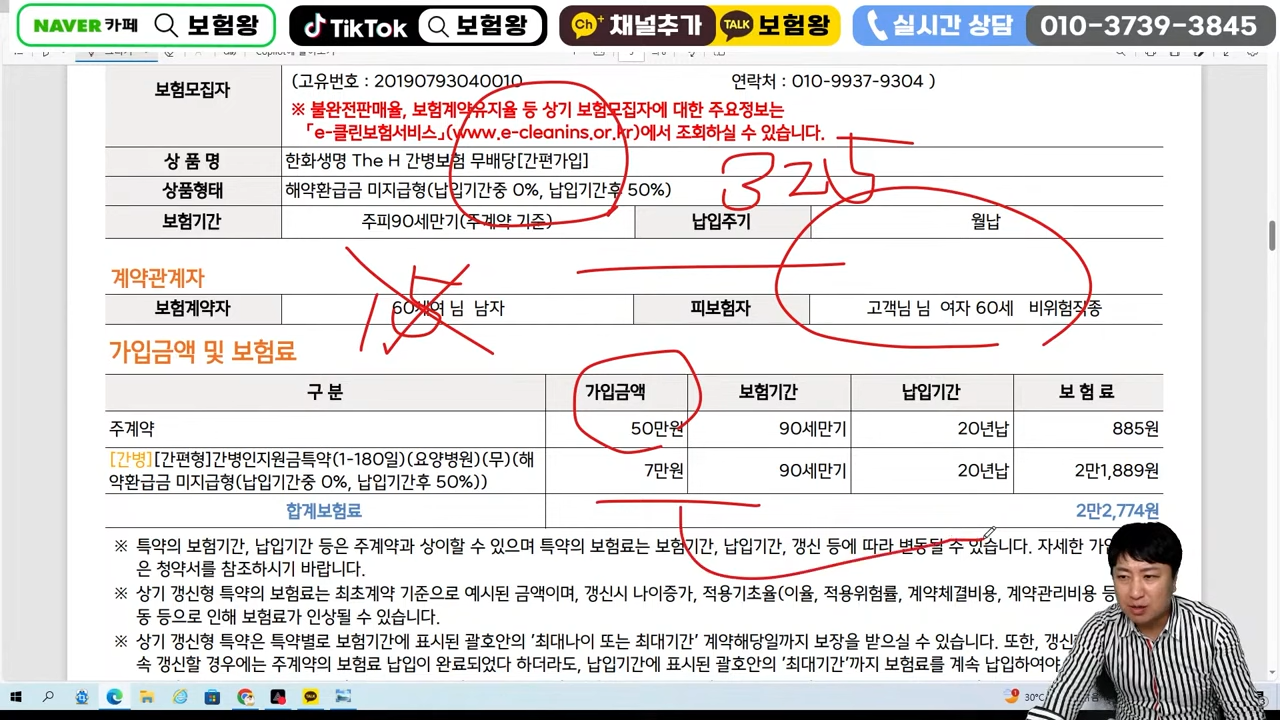 NAVER 카페 보험왕 TikTok 보험왕 Ch+ 채널추가 TALK 보험왕 실시간 상담 010-3739-3845
보험모집자 (고유번호 : 20190793040010 연락처 : 010-9937-9304 )
※ 불완전판매율, 보험계약유지율 등 상기 보험모집자에 대한 주요정보는
「e-클린보험서비스」(www.e-cleanins.or.kr)에서 조회하실 수 있습니다.
상 품 명 한화생명 The H 간병보험 무배당[간편가입]
325
상품형태 해약환급금 미지급형(납입기간중 0%, 납입기간후 50%)
보험기간 주피90세만기(주계약 기준) 납입주기 월납
계약관계자
15
보험계약자 60세여 님 남자 피보험자 고객님 님 여자 60세 비위험직종
가입금액 및 보험료
구 분 가입금액 보험기간 납입기간 보 험 료
주계약 50만원 90세만기 20년납 885원
[간병][간편형]간병인지원금특약(1-180일)(요양병원)(무)(해
약환급금 미지급형(납입기간중 0%, 납입기간후 50%)) 7만원 90세만기 20년납 2만1,889원
합계보험료 2만2,774원
※ 특약의 보험기간, 납입기간 등은 주계약과 상이할 수 있으며 특약의 보험료는 보험기간, 납입기간, 갱신 등에 따라 변동될 수 있습니다. 자세한
은 청약서를 참조하시기 바랍니다.
※ 상기 갱신형 특약의 보험료는 최초계약 기준으로 예시된 금액이며, 갱신시 나이증가, 적용기초율(이율, 적용위험률, 계약체결비용, 계약관리비용
동 등으로 인해 보험료가 인상될 수 있습니다.
※ 상기 갱신형 특약은 특약별로 보험기간에 표시된 괄호안의 '최대나이 또는 최대기간' 계약해당일까지 보장을 받으실 수 있습니다. 또한,
속 갱신할 경우에는 주계약의 보험료 납입이 완료되었다 하더라도, 납입기간에 표시된 괄호안의 '최대기간'까지 보험료를 계속 납입하여야
30°C